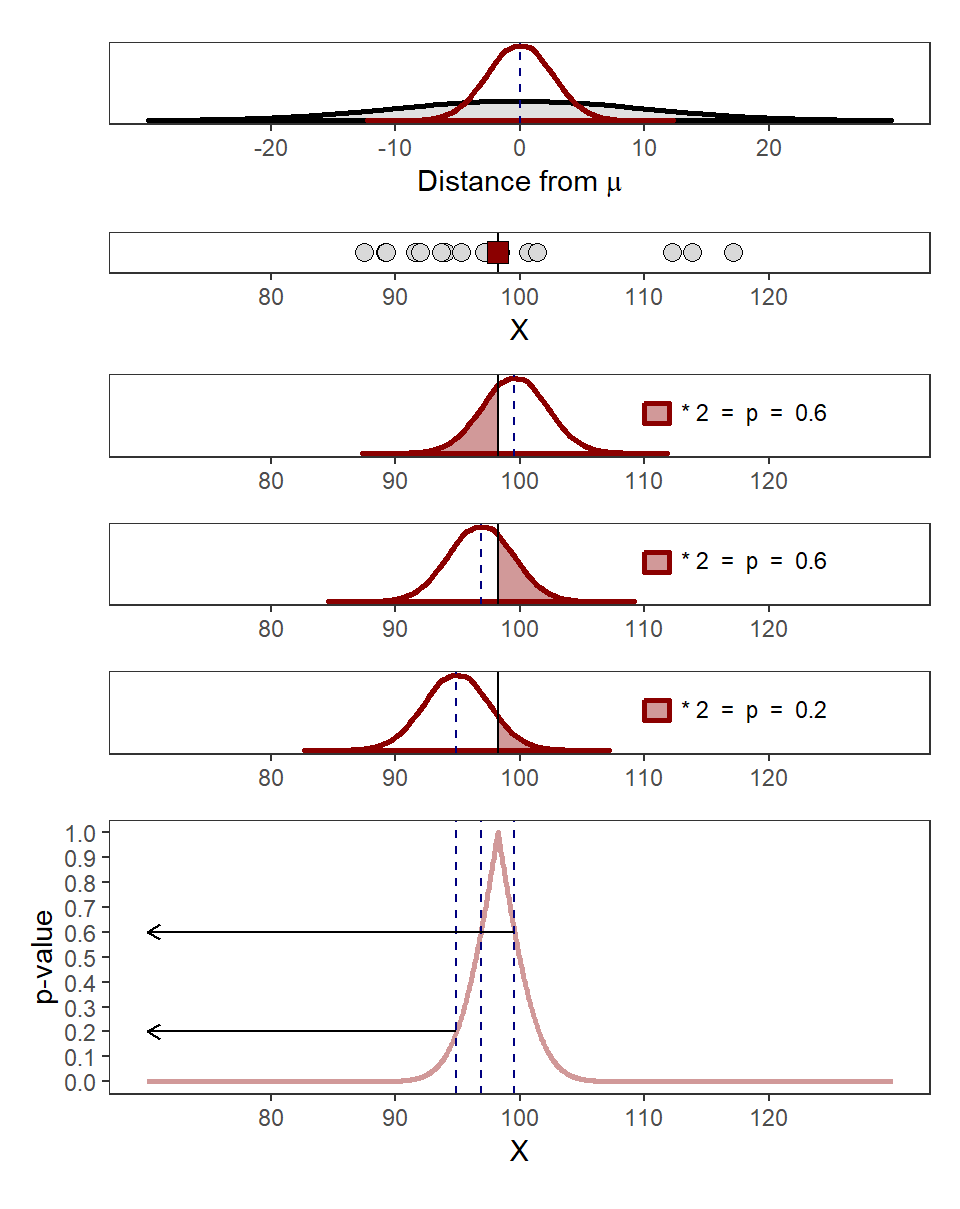 -20 -10 0 10 20
Distance from μ
80 90 100 110 120
X
* 2 = p = 0.6
80 90 100 110 120
* 2 = p = 0.6
80 90 100 110 120
* 2 = p = 0.2
80 90 100 110 120
p-value
1.0
0.9
0.8
0.7
0.6
0.5
0.4
0.3
0.2
0.1
0.0
80 90 100 110 120
X